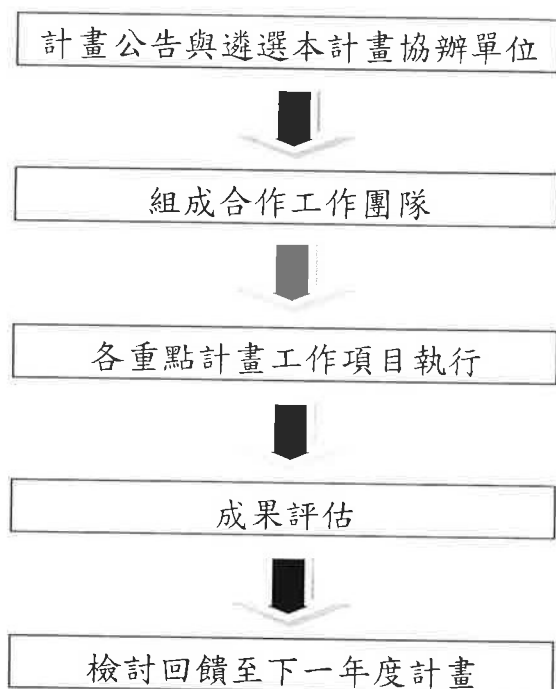 計畫公告與遴選本計畫協辦單位
組成合作工作團隊
各重點計畫工作項目執行
成果評估
檢討回饋至下一年度計畫